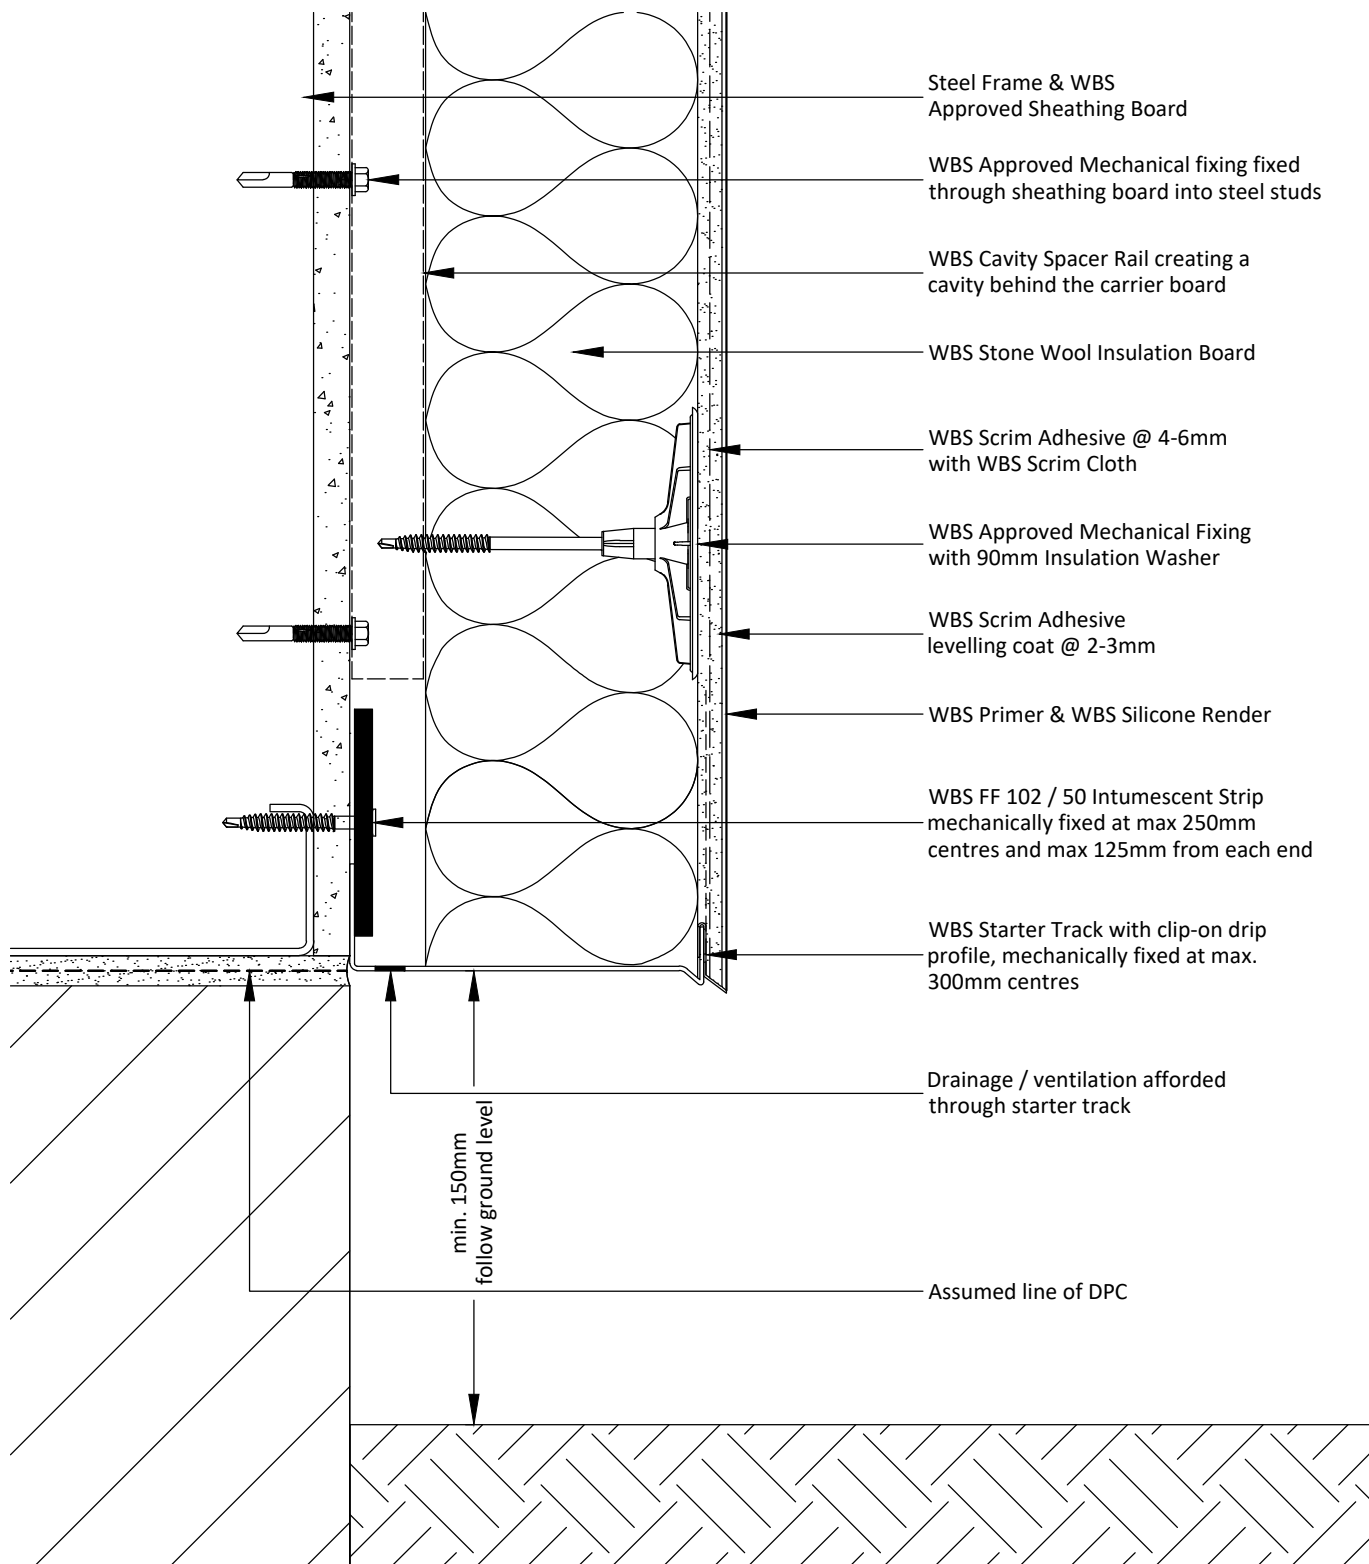 Steel Frame & WBS
Approved Sheathing Board
WBS Approved Mechanical fixing fixed
through sheathing board into steel studs
WBS Cavity Spacer Rail creating a
cavity behind the carrier board
WBS Stone Wool Insulation Board
WBS Scrim Adhesive @ 4-6mm
with WBS Scrim Cloth
WBS Approved Mechanical Fixing
with 90mm Insulation Washer
WBS Scrim Adhesive
levelling coat @ 2-3mm
WBS Primer & WBS Silicone Render
WBS FF 102 / 50 Intumescent Strip
mechanically fixed at max 250mm
centres and max 125mm from each end
WBS Starter Track with clip-on drip
profile, mechanically fixed at max.
300mm centres
Drainage / ventilation afforded
through starter track
min. 150mm
follow ground level
Assumed line of DPC